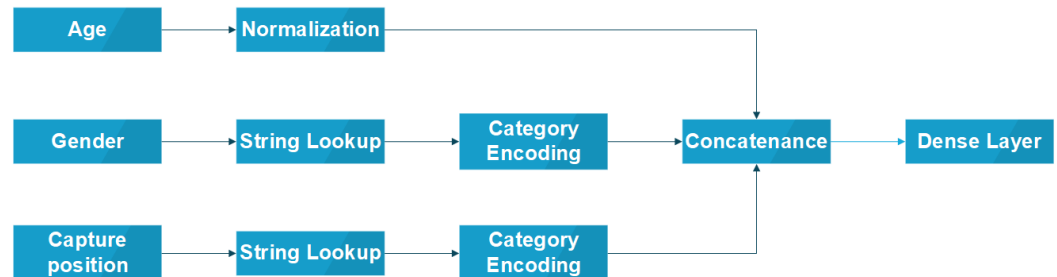 Age
Normalization
Gender
String Lookup
Category
Encoding
Concatenance
Dense Layer
Capture
position
String Lookup
Category
Encoding